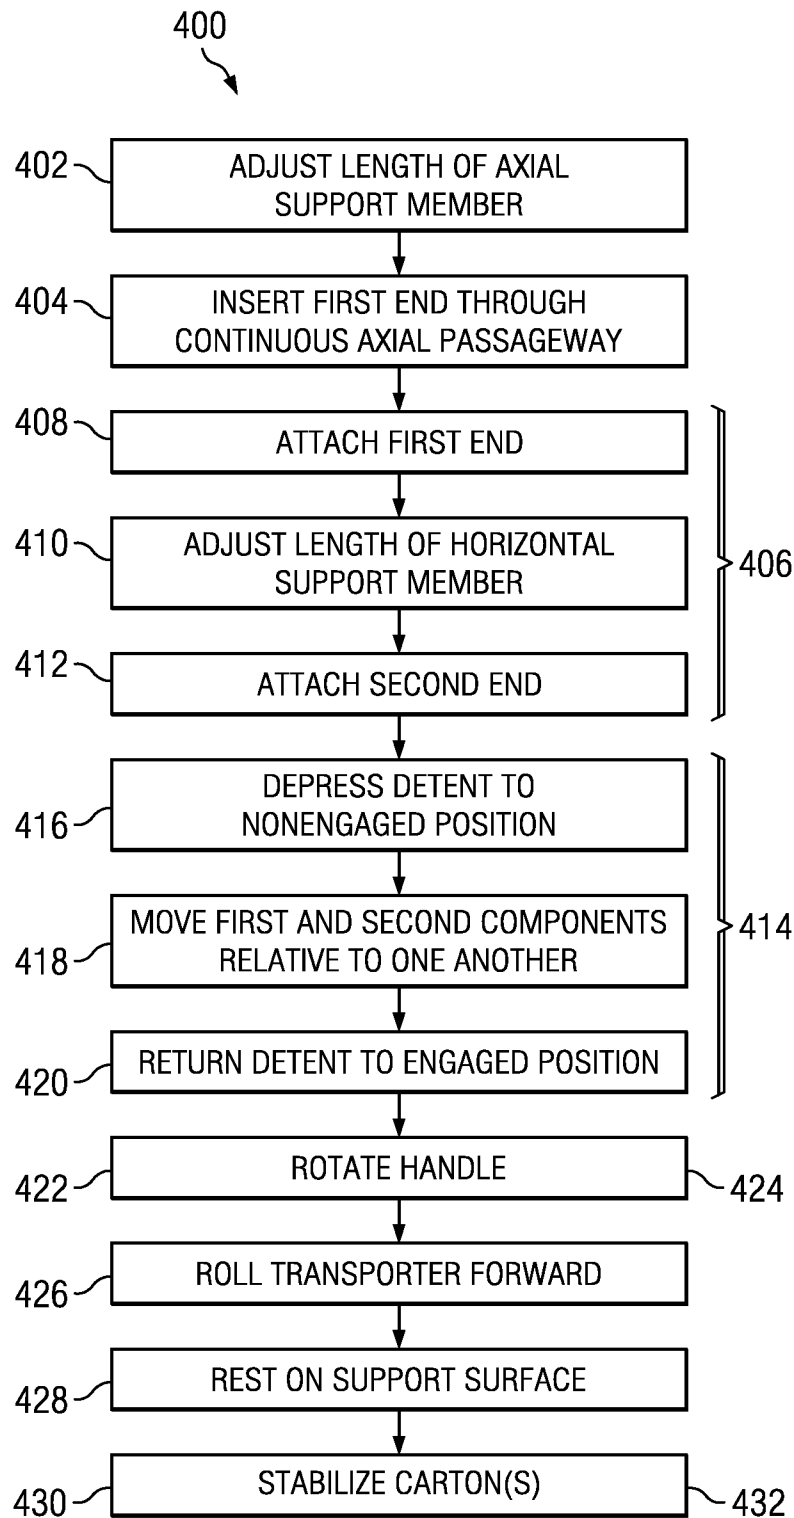 400
402
ADJUST LENGTH OF AXIAL
SUPPORT MEMBER
404
INSERT FIRST END THROUGH
CONTINUOUS AXIAL PASSAGEWAY
408
ATTACH FIRST END
410
ADJUST LENGTH OF HORIZONTAL
SUPPORT MEMBER
406
412
ATTACH SECOND END
416
DEPRESS DETENT TO
NONENGAGED POSITION
418
MOVE FIRST AND SECOND COMPONENTS
RELATIVE TO ONE ANOTHER
414
420
RETURN DETENT TO ENGAGED POSITION
422
ROTATE HANDLE
424
426
ROLL TRANSPORTER FORWARD
428
REST ON SUPPORT SURFACE
430
STABILIZE CARTON(S)
432